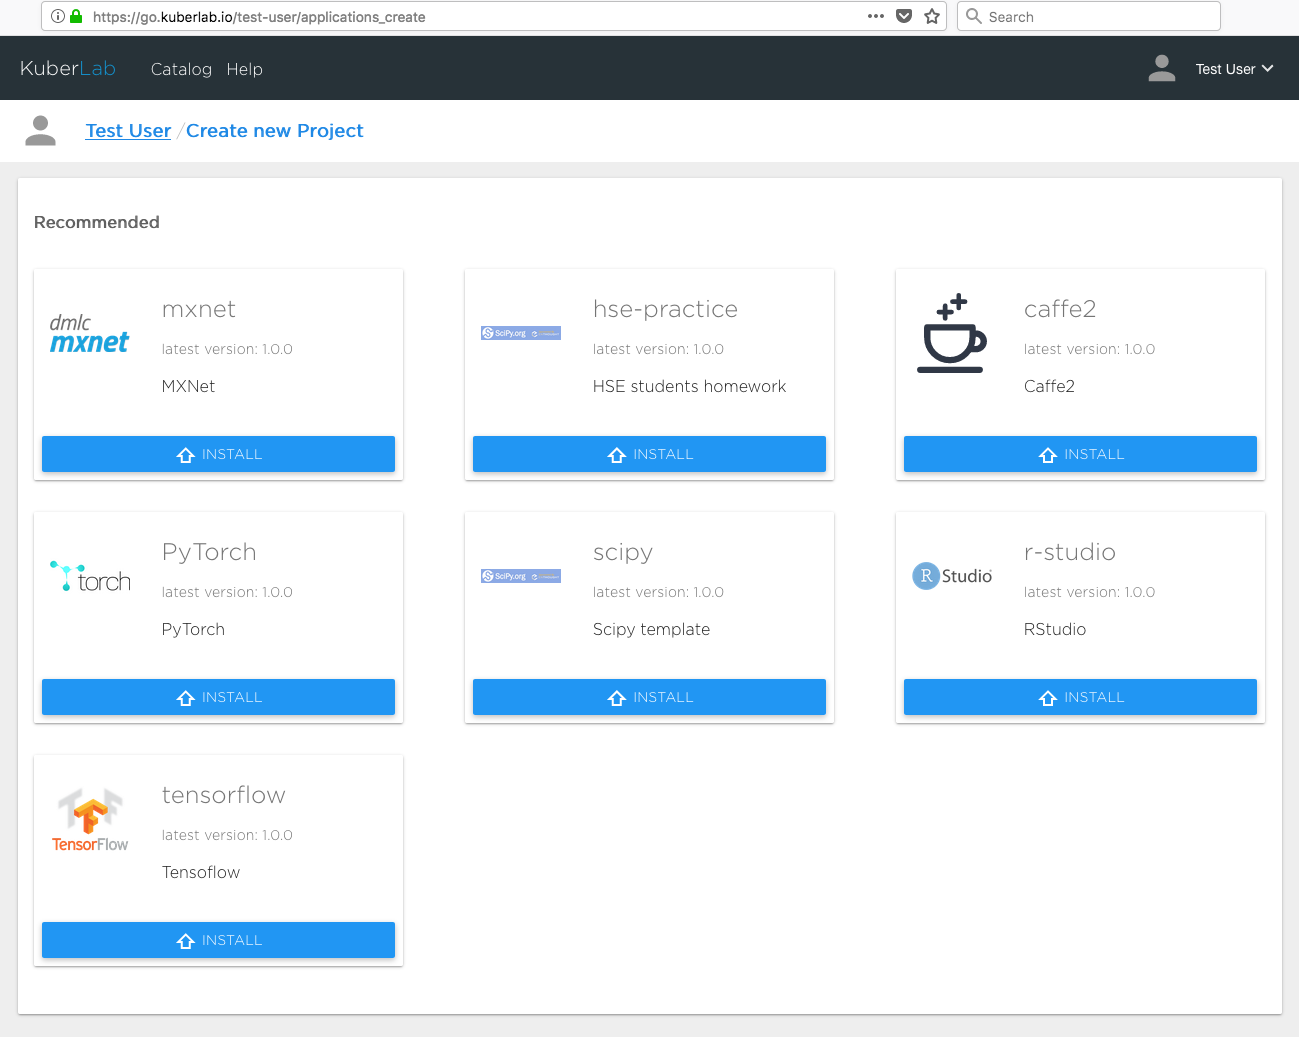 https://go.kuberlab.io/test-user/applications_create
Search
KuberLab Catalog Help Test User
Test User / Create new Project
Recommended
dmlc mxnet
mxnet
latest version: 1.0.0
MXNet
INSTALL
SciPy.org
hse-practice
latest version: 1.0.0
HSE students homework
INSTALL
caffe2
latest version: 1.0.0
Caffe2
INSTALL
torch
PyTorch
latest version: 1.0.0
PyTorch
INSTALL
SciPy.org
scipy
latest version: 1.0.0
Scipy template
INSTALL
R Studio
r-studio
latest version: 1.0.0
RStudio
INSTALL
TensorFlow
tensorflow
latest version: 1.0.0
Tensoflow
INSTALL